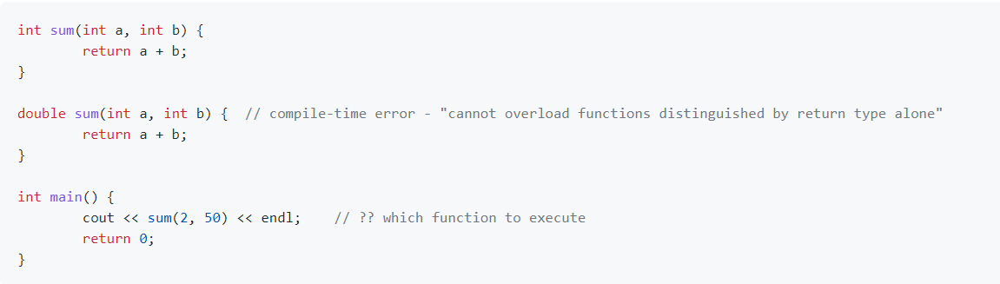 int sum(int a, int b) {
        return a + b;
}

double sum(int a, int b) {  // compile-time error - "cannot overload functions distinguished by return type alone"
        return a + b;
}

int main() {
        cout << sum(2, 50) << endl;    // ?? which function to execute
        return 0;
}